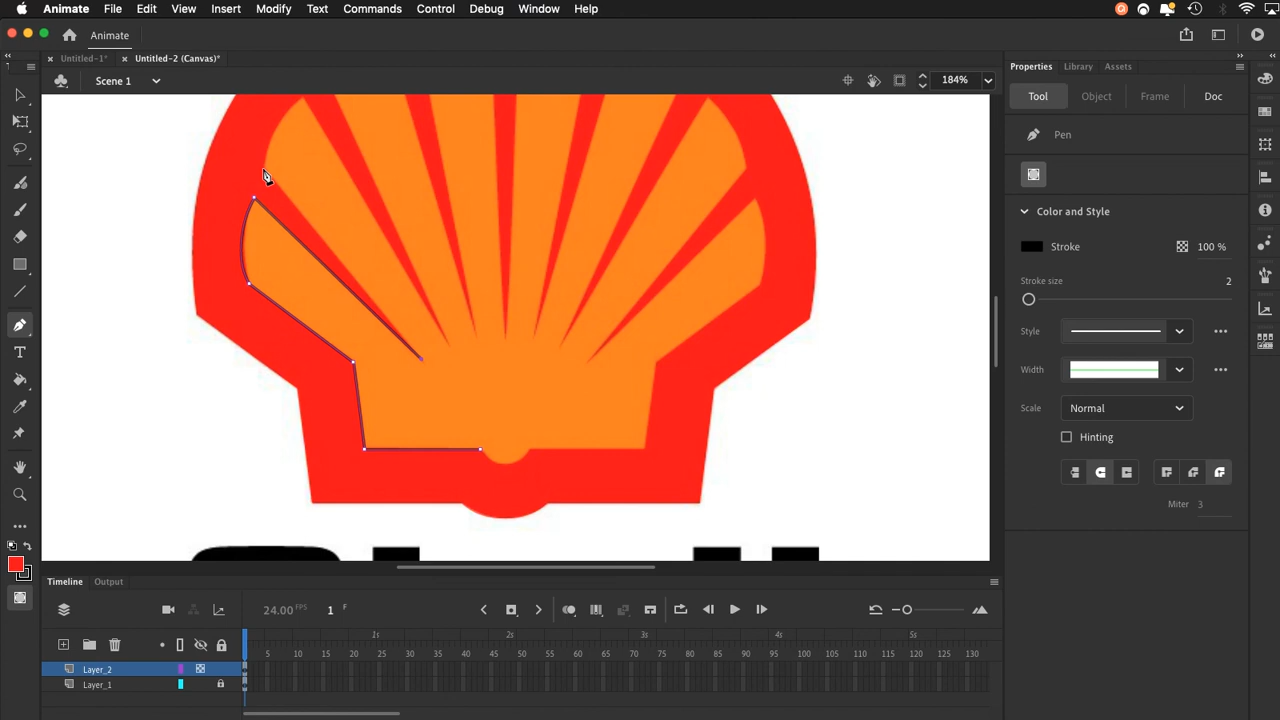 Animate File Edit View Insert Modify Text Commands Control Debug Window Help
Animate
Untitled-1* Untitled-2 (Canvas)*
Scene 1 184%
Properties Library Assets
Tool Object Frame Doc
Pen
Color and Style
Stroke 100 %
Stroke size 2
Style
Width
Scale Normal
Hinting
Miter 3
Timeline Output
24.00 FPS 1 F
1s 2s 3s 4s 5s
5 10 15 20 25 30 35 40 45 50 55 60 65 70 75 80 85 90 95 100 105 110 115 120 125 130
Layer_2
Layer_1